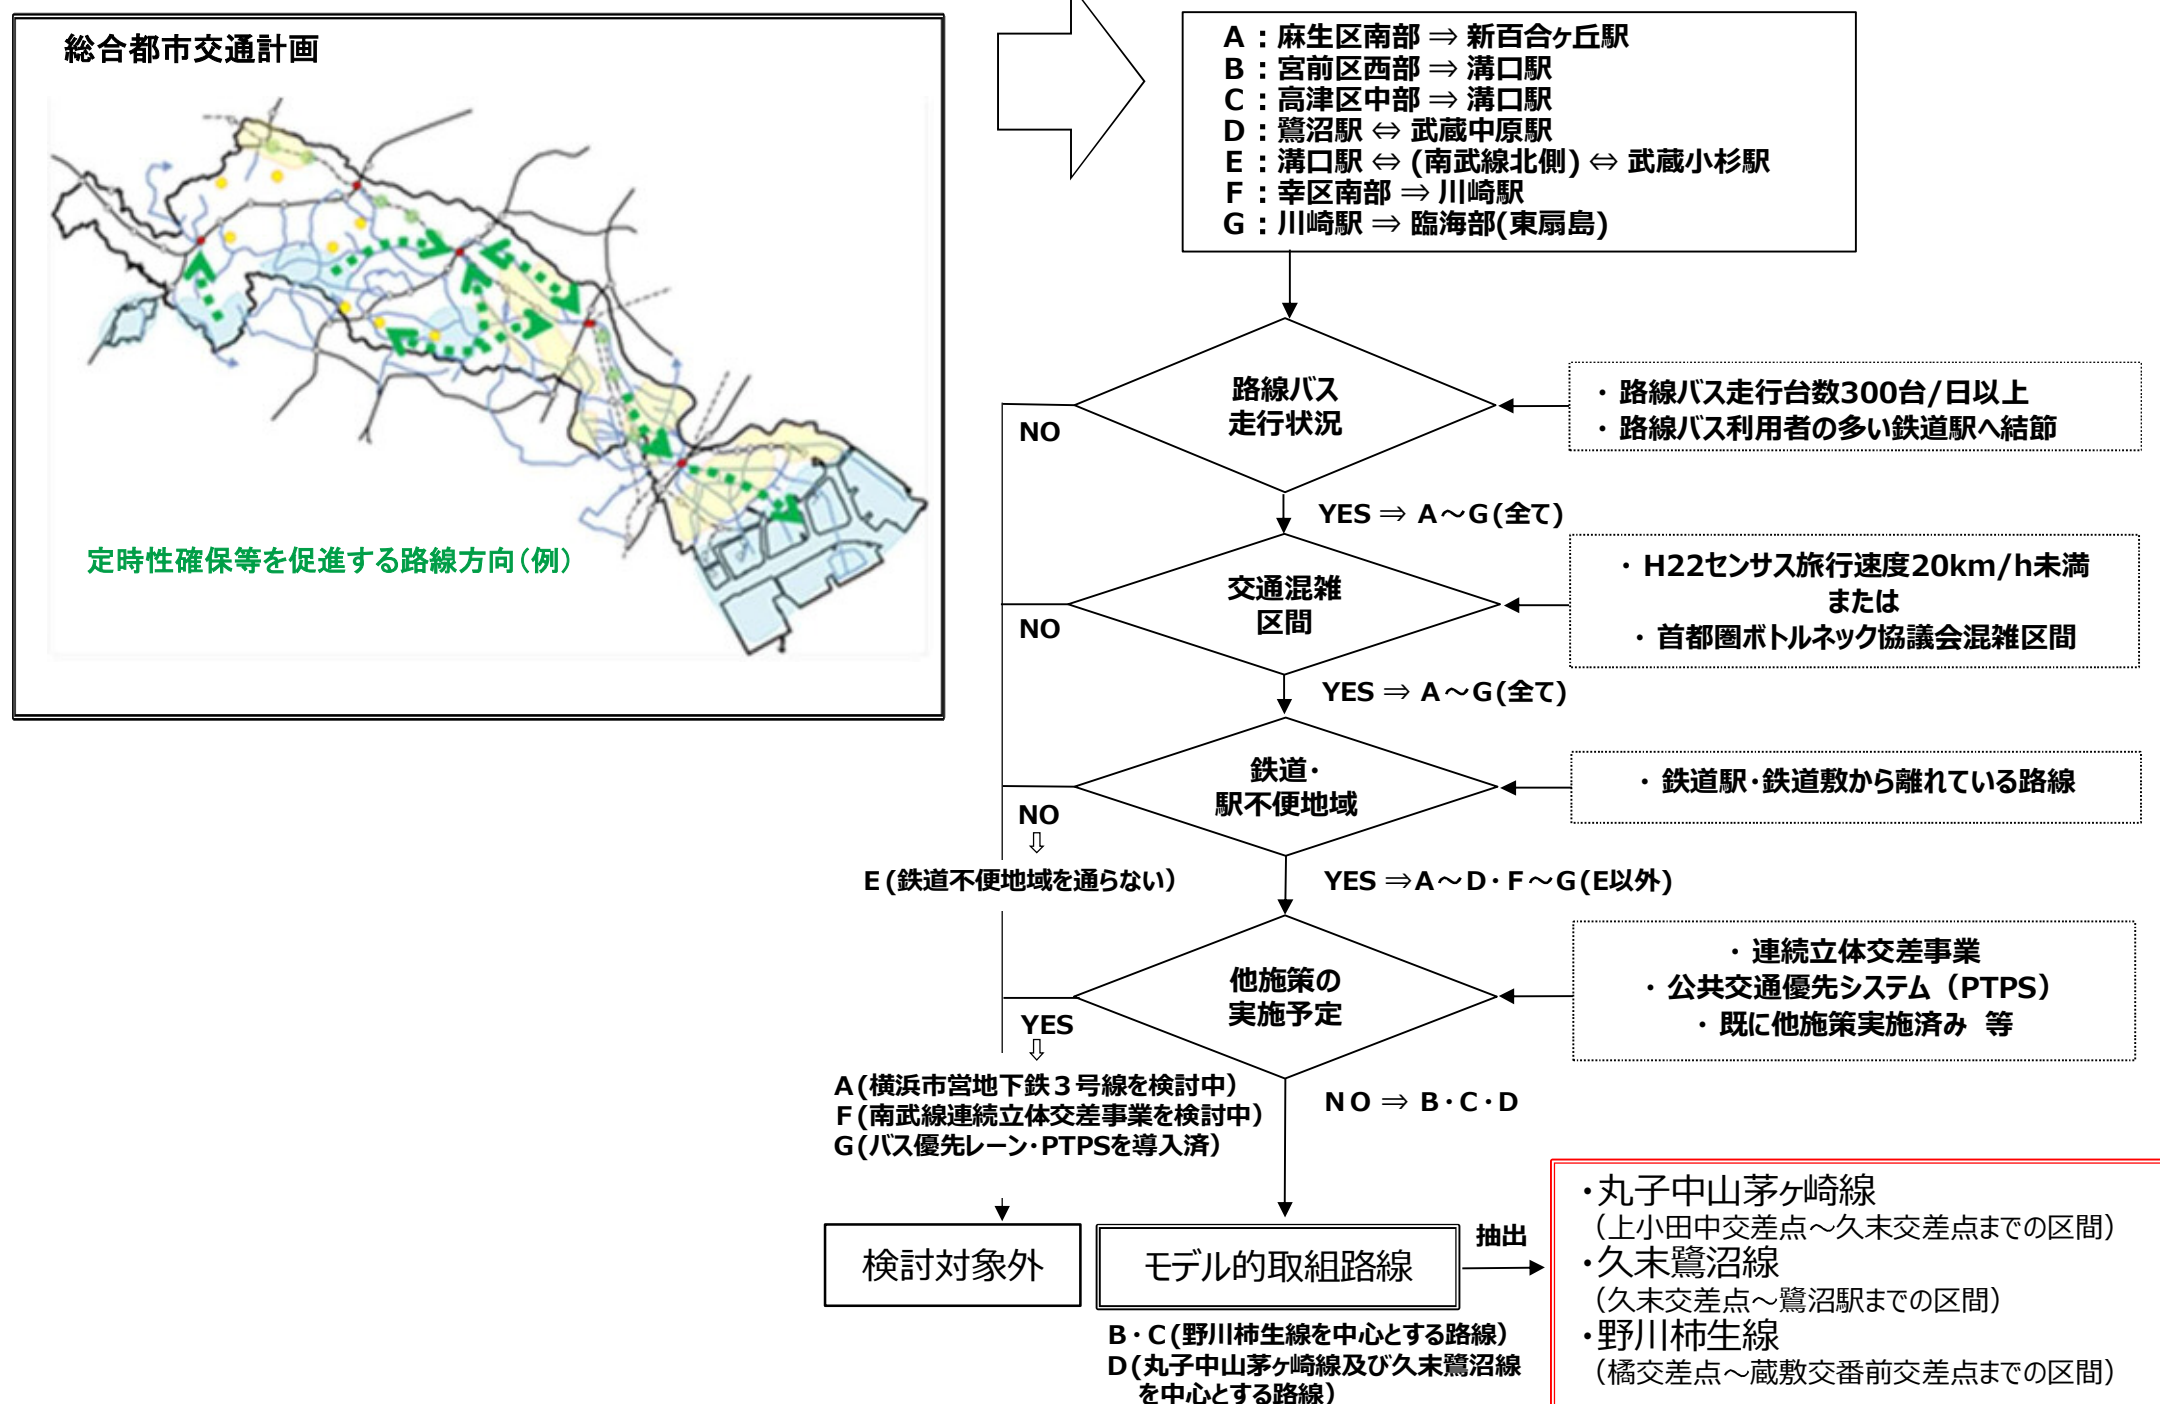 総合都市交通計画
定時性確保等を促進する路線方向(例)
A：麻生区南部 ⇒ 新百合ヶ丘駅
B：宮前区西部 ⇒ 溝口駅
C：高津区中部 ⇒ 溝口駅
D：鷺沼駅 ⇔ 武蔵中原駅
E：溝口駅 ⇔ (南武線北側) ⇔ 武蔵小杉駅
F：幸区南部 ⇒ 川崎駅
G：川崎駅 ⇒ 臨海部(東扇島)
路線バス
走行状況
・路線バス走行台数300台/日以上
・路線バス利用者の多い鉄道駅へ結節
NO
YES ⇒ A～G(全て)
交通混雑
区間
・H22センサス旅行速度20km/h未満
または
・首都圏ボトルネック協議会混雑区間
NO
YES ⇒ A～G(全て)
鉄道・
駅不便地域
・鉄道駅・鉄道敷から離れている路線
NO
⇩
E(鉄道不便地域を通らない)
YES ⇒A～D・F～G(E以外)
他施策の
実施予定
・連続立体交差事業
・公共交通優先システム（PTPS）
・既に他施策実施済み 等
YES
⇩
A(横浜市営地下鉄３号線を検討中)
F(南武線連続立体交差事業を検討中)
G(バス優先レーン・PTPSを導入済)
NO ⇒ B・C・D
検討対象外
モデル的取組路線
抽出
B・C(野川柿生線を中心とする路線)
D(丸子中山茅ヶ崎線及び久末鷺沼線
を中心とする路線)
・丸子中山茅ヶ崎線
（上小田中交差点～久末交差点までの区間）
・久末鷺沼線
（久末交差点～鷺沼駅までの区間）
・野川柿生線
（橘交差点～蔵敷交番前交差点までの区間）